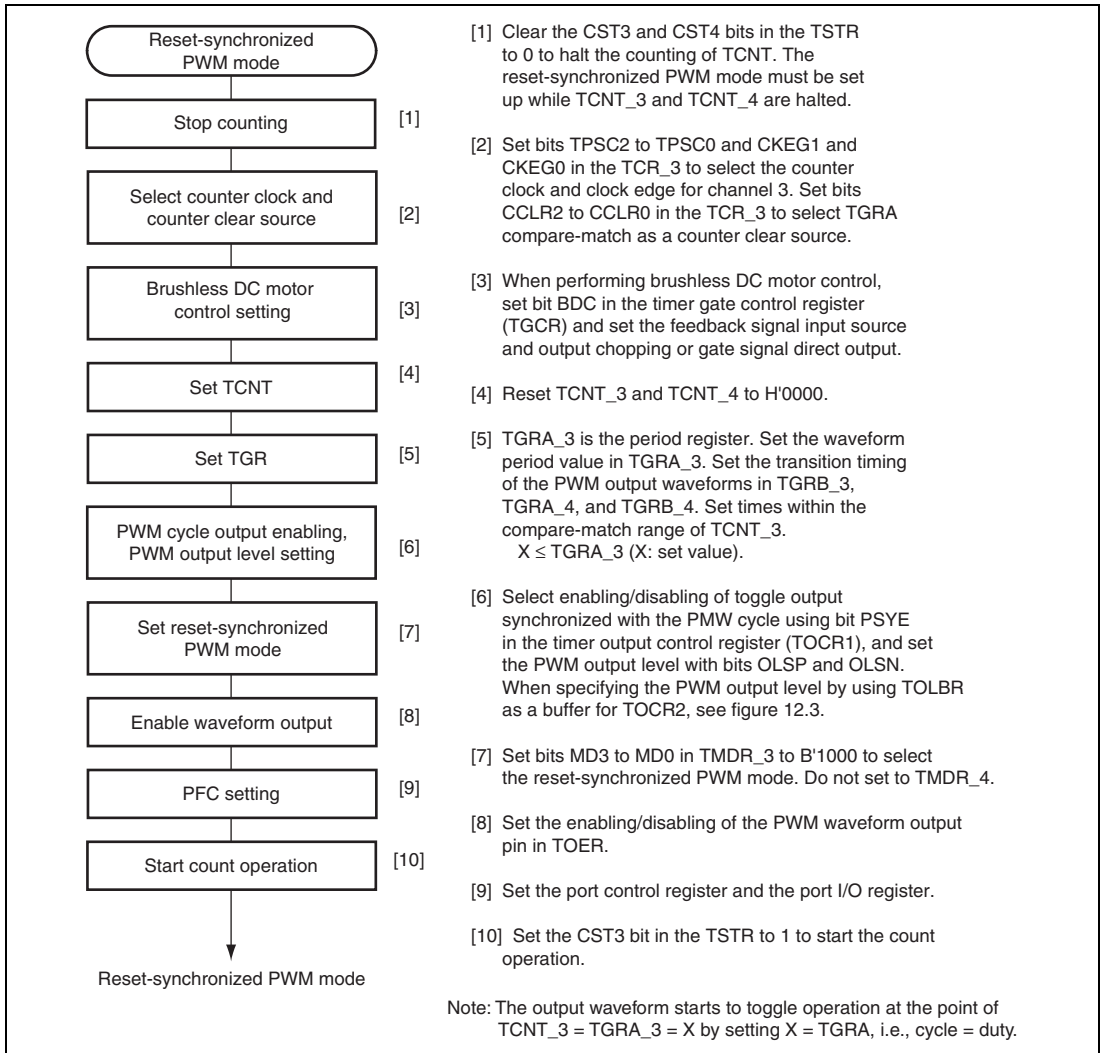 Reset-synchronized
PWM mode
Stop counting
[1]
Select counter clock and
counter clear source
[2]
Brushless DC motor
control setting
[3]
Set TCNT
[4]
Set TGR
[5]
PWM cycle output enabling,
PWM output level setting
[6]
Set reset-synchronized
PWM mode
[7]
Enable waveform output
[8]
PFC setting
[9]
Start count operation
[10]
Reset-synchronized PWM mode
[1] Clear the CST3 and CST4 bits in the TSTR
to 0 to halt the counting of TCNT. The
reset-synchronized PWM mode must be set
up while TCNT_3 and TCNT_4 are halted.
[2] Set bits TPSC2 to TPSC0 and CKEG1 and
CKEG0 in the TCR_3 to select the counter
clock and clock edge for channel 3. Set bits
CCLR2 to CCLR0 in the TCR_3 to select TGRA
compare-match as a counter clear source.
[3] When performing brushless DC motor control,
set bit BDC in the timer gate control register
(TGCR) and set the feedback signal input source
and output chopping or gate signal direct output.
[4] Reset TCNT_3 and TCNT_4 to H'0000.
[5] TGRA_3 is the period register. Set the waveform
period value in TGRA_3. Set the transition timing
of the PWM output waveforms in TGRB_3,
TGRA_4, and TGRB_4. Set times within the
compare-match range of TCNT_3.
X ≤ TGRA_3 (X: set value).
[6] Select enabling/disabling of toggle output
synchronized with the PMW cycle using bit PSYE
in the timer output control register (TOCR1), and set
the PWM output level with bits OLSP and OLSN.
When specifying the PWM output level by using TOLBR
as a buffer for TOCR2, see figure 12.3.
[7] Set bits MD3 to MD0 in TMDR_3 to B'1000 to select
the reset-synchronized PWM mode. Do not set to TMDR_4.
[8] Set the enabling/disabling of the PWM waveform output
pin in TOER.
[9] Set the port control register and the port I/O register.
[10] Set the CST3 bit in the TSTR to 1 to start the count
operation.
Note: The output waveform starts to toggle operation at the point of
TCNT_3 = TGRA_3 = X by setting X = TGRA, i.e., cycle = duty.